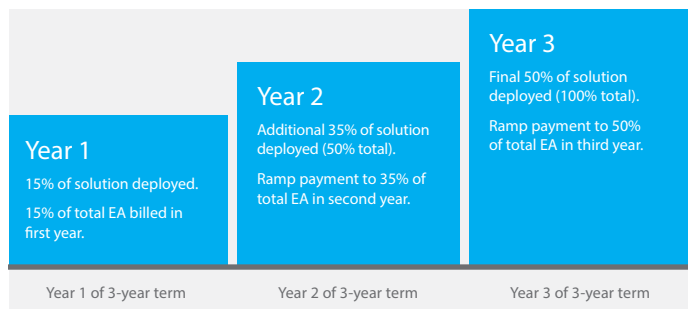 Year 1
15% of solution deployed.
15% of total EA billed in
first year.
Year 2
Additional 35% of solution
deployed (50% total).
Ramp payment to 35% of
total EA in second year.
Year 3
Final 50% of solution
deployed (100% total).
Ramp payment to 50%
of total EA in third year.
Year 1 of 3-year term
Year 2 of 3-year term
Year 3 of 3-year term